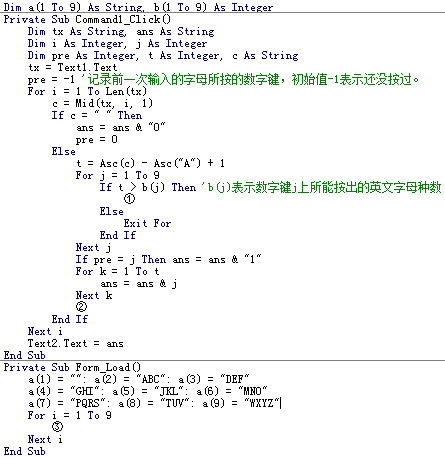 Dim a(1 To 9) As String, b(1 To 9) As Integer
Private Sub Command1_Click()
Dim tx As String, ans As String
Dim i As Integer, j As Integer
Dim pre As Integer, t As Integer, c As String
tx = Text1.Text
pre = -1 '记录前一次输入的字母所按的数字键，初始值-1表示还没按过。
For i = 1 To Len(tx)
c = Mid(tx, i, 1)
If c = " " Then
ans = ans & "0"
pre = 0
Else
t = Asc(c) - Asc("A") + 1
For j = 1 To 9
If t > b(j) Then 'b(j)表示数字键j上所能按出的英文字母种数
①
Else
Exit For
End If
Next j
If pre = j Then ans = ans & "1"
For k = 1 To t
ans = ans & j
Next k
②
End If
Next i
Text2.Text = ans
End Sub
Private Sub Form_Load()
a(1) = "": a(2) = "ABC": a(3) = "DEF"
a(4) = "GHI": a(5) = "JKL": a(6) = "MNO"
a(7) = "PQRS": a(8) = "TUV": a(9) = "WXYZ"
For i = 1 To 9
③
Next i
End Sub